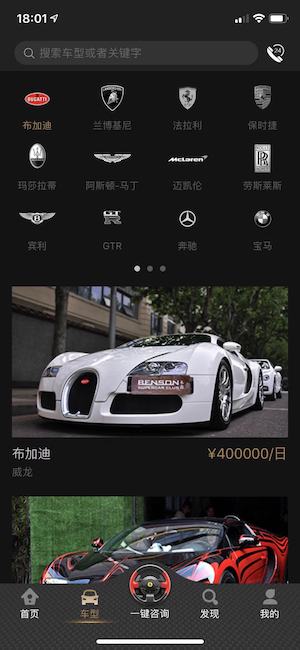 18:01
搜索车型或者关键字
24
BUGATTI
布加迪
兰博基尼
法拉利
保时捷
McLaren
玛莎拉蒂
阿斯顿-马丁
迈凯伦
劳斯莱斯
GTR
宾利
GTR
奔驰
宝马
BENSON
SUPERCAR CLUB
布加迪
¥400000/日
威龙
首页
车型
一键咨询
发现
我的